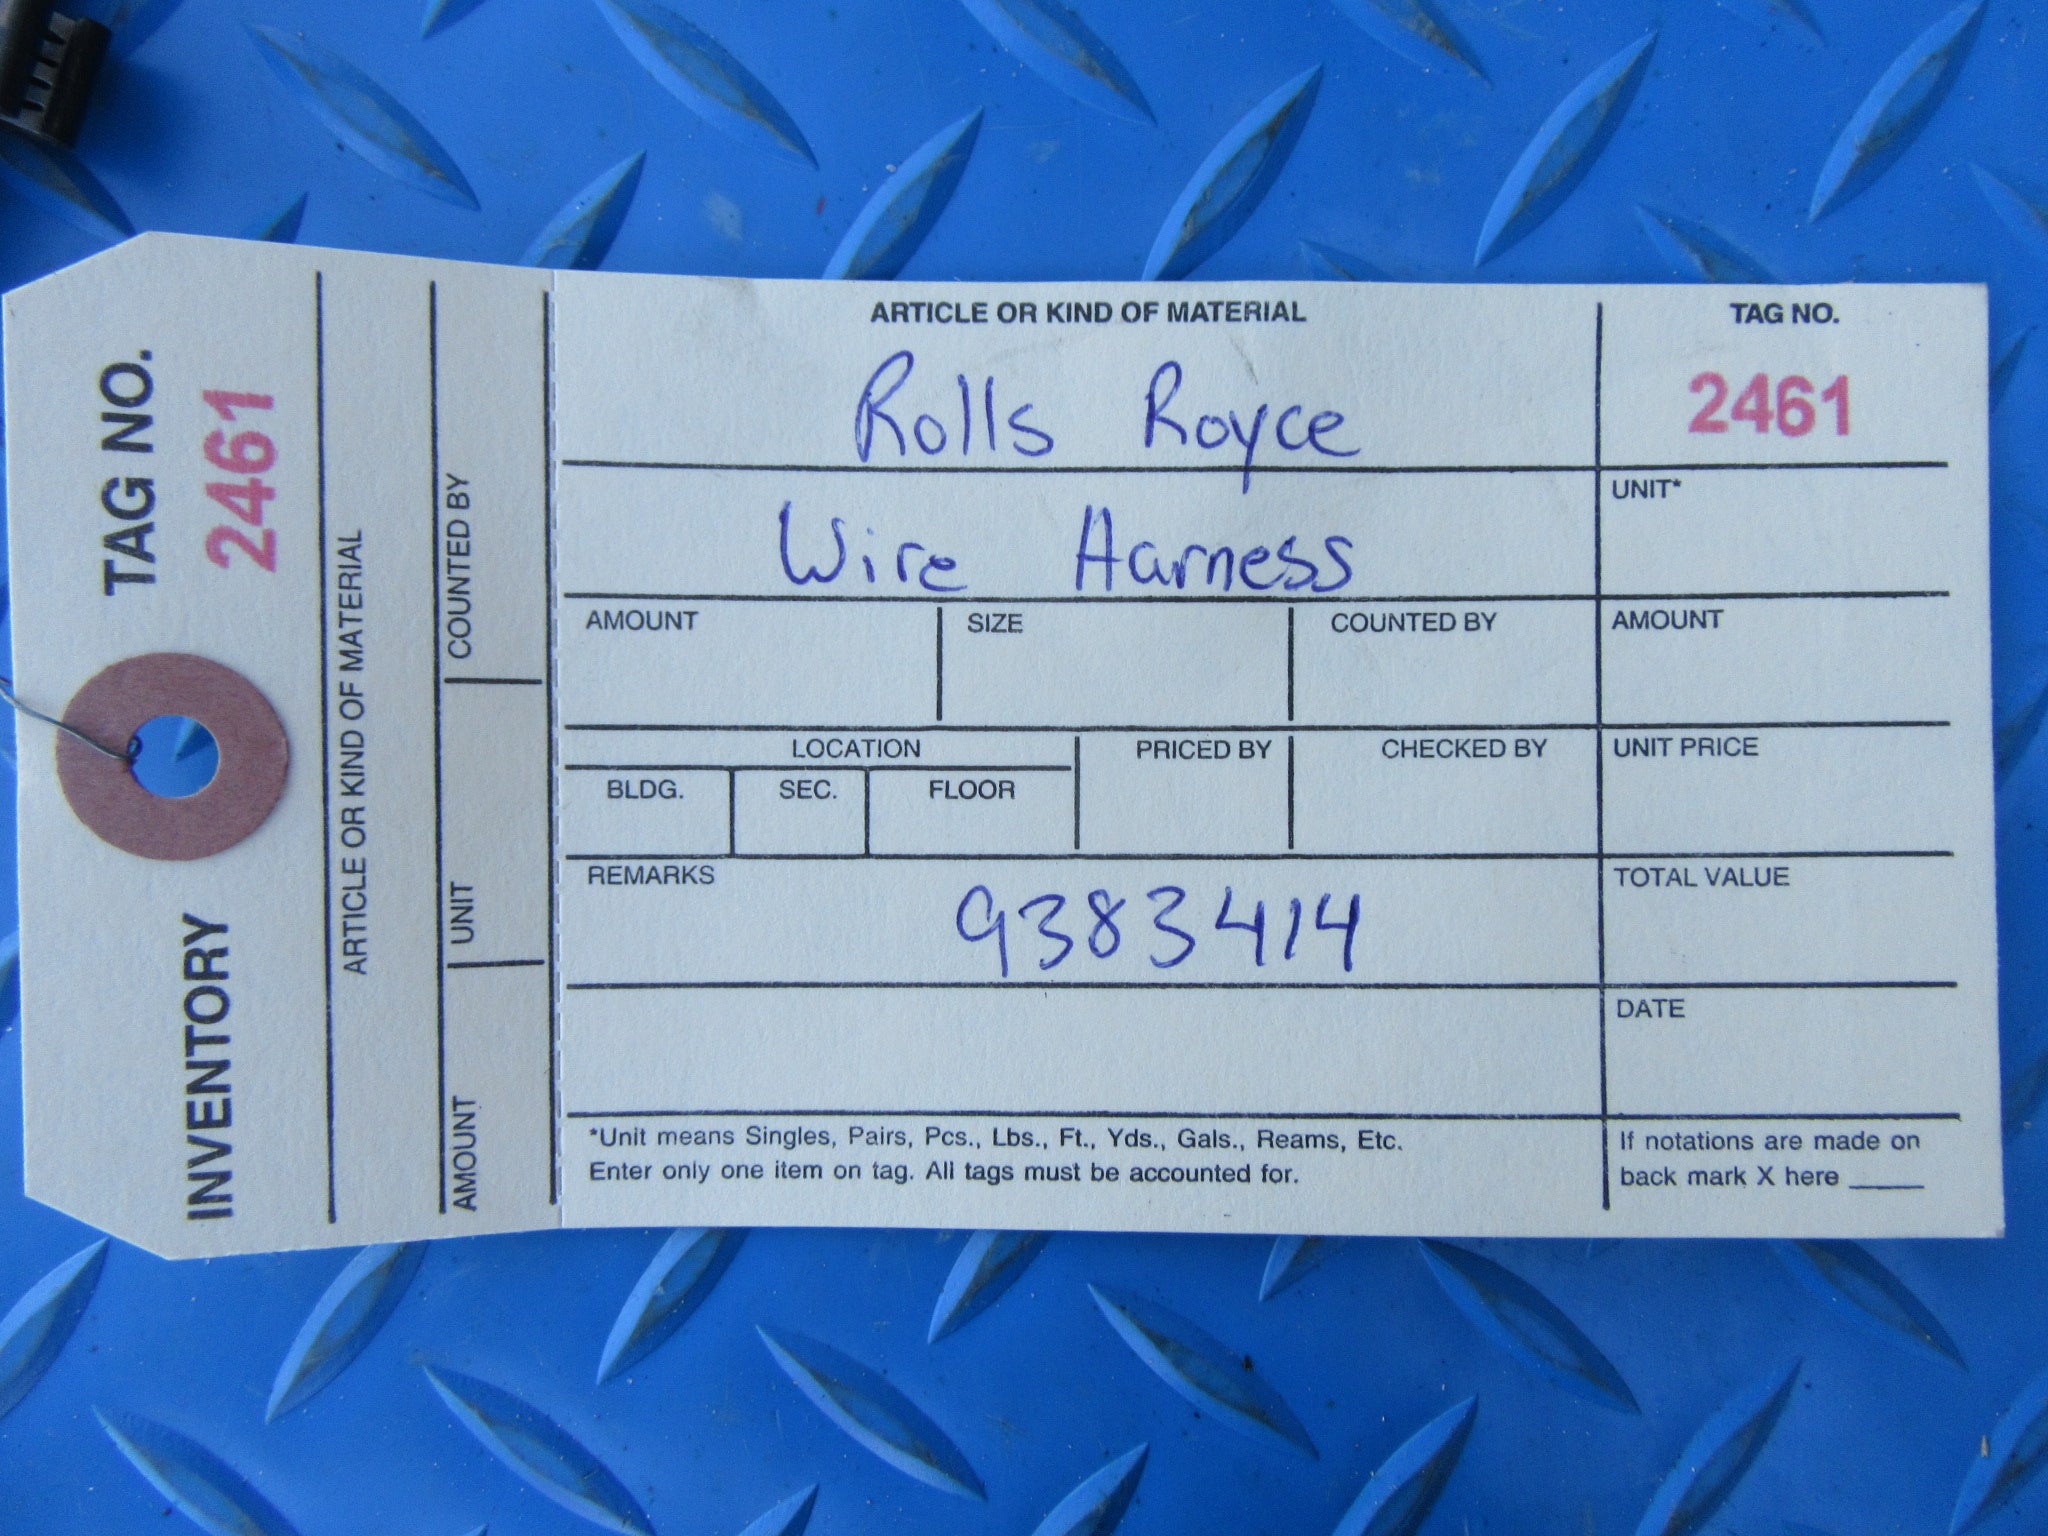 TAG NO.
2461
INVENTORY
ARTICLE OR KIND OF MATERIAL
COUNTED BY
UNIT
AMOUNT
ARTICLE OR KIND OF MATERIAL
Rolls Royce
Wire Harness
TAG NO.
2461
UNIT*
AMOUNT SIZE COUNTED BY AMOUNT
LOCATION PRICED BY CHECKED BY UNIT PRICE
BLDG. SEC. FLOOR
REMARKS TOTAL VALUE
9383414
DATE
*Unit means Singles, Pairs, Pcs., Lbs., Ft., Yds., Gals., Reams, Etc.
Enter only one item on tag. All tags must be accounted for.
If notations are made on
back mark X here ____